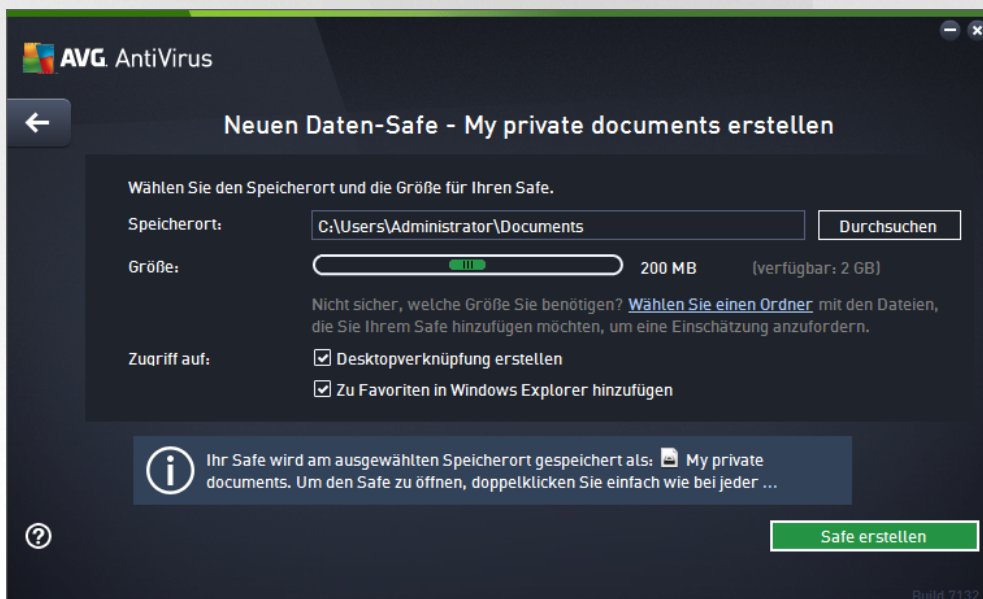 AVG AntiVirus
Neuen Daten-Safe - My private documents erstellen
Wählen Sie den Speicherort und die Größe für Ihren Safe.
Speicherort: C:\Users\Administrator\Documents Durchsuchen
Größe: 200 MB (verfügbar: 2 GB)
Nicht sicher, welche Größe Sie benötigen? Wählen Sie einen Ordner mit den Dateien,
die Sie Ihrem Safe hinzufügen möchten, um eine Einschätzung anzufordern.
Zugriff auf: Desktopverknüpfung erstellen
Zu Favoriten in Windows Explorer hinzufügen
Ihr Safe wird am ausgewählten Speicherort gespeichert als: My private
documents. Um den Safe zu öffnen, doppelklicken Sie einfach wie bei jeder ...
Safe erstellen
Build 7132